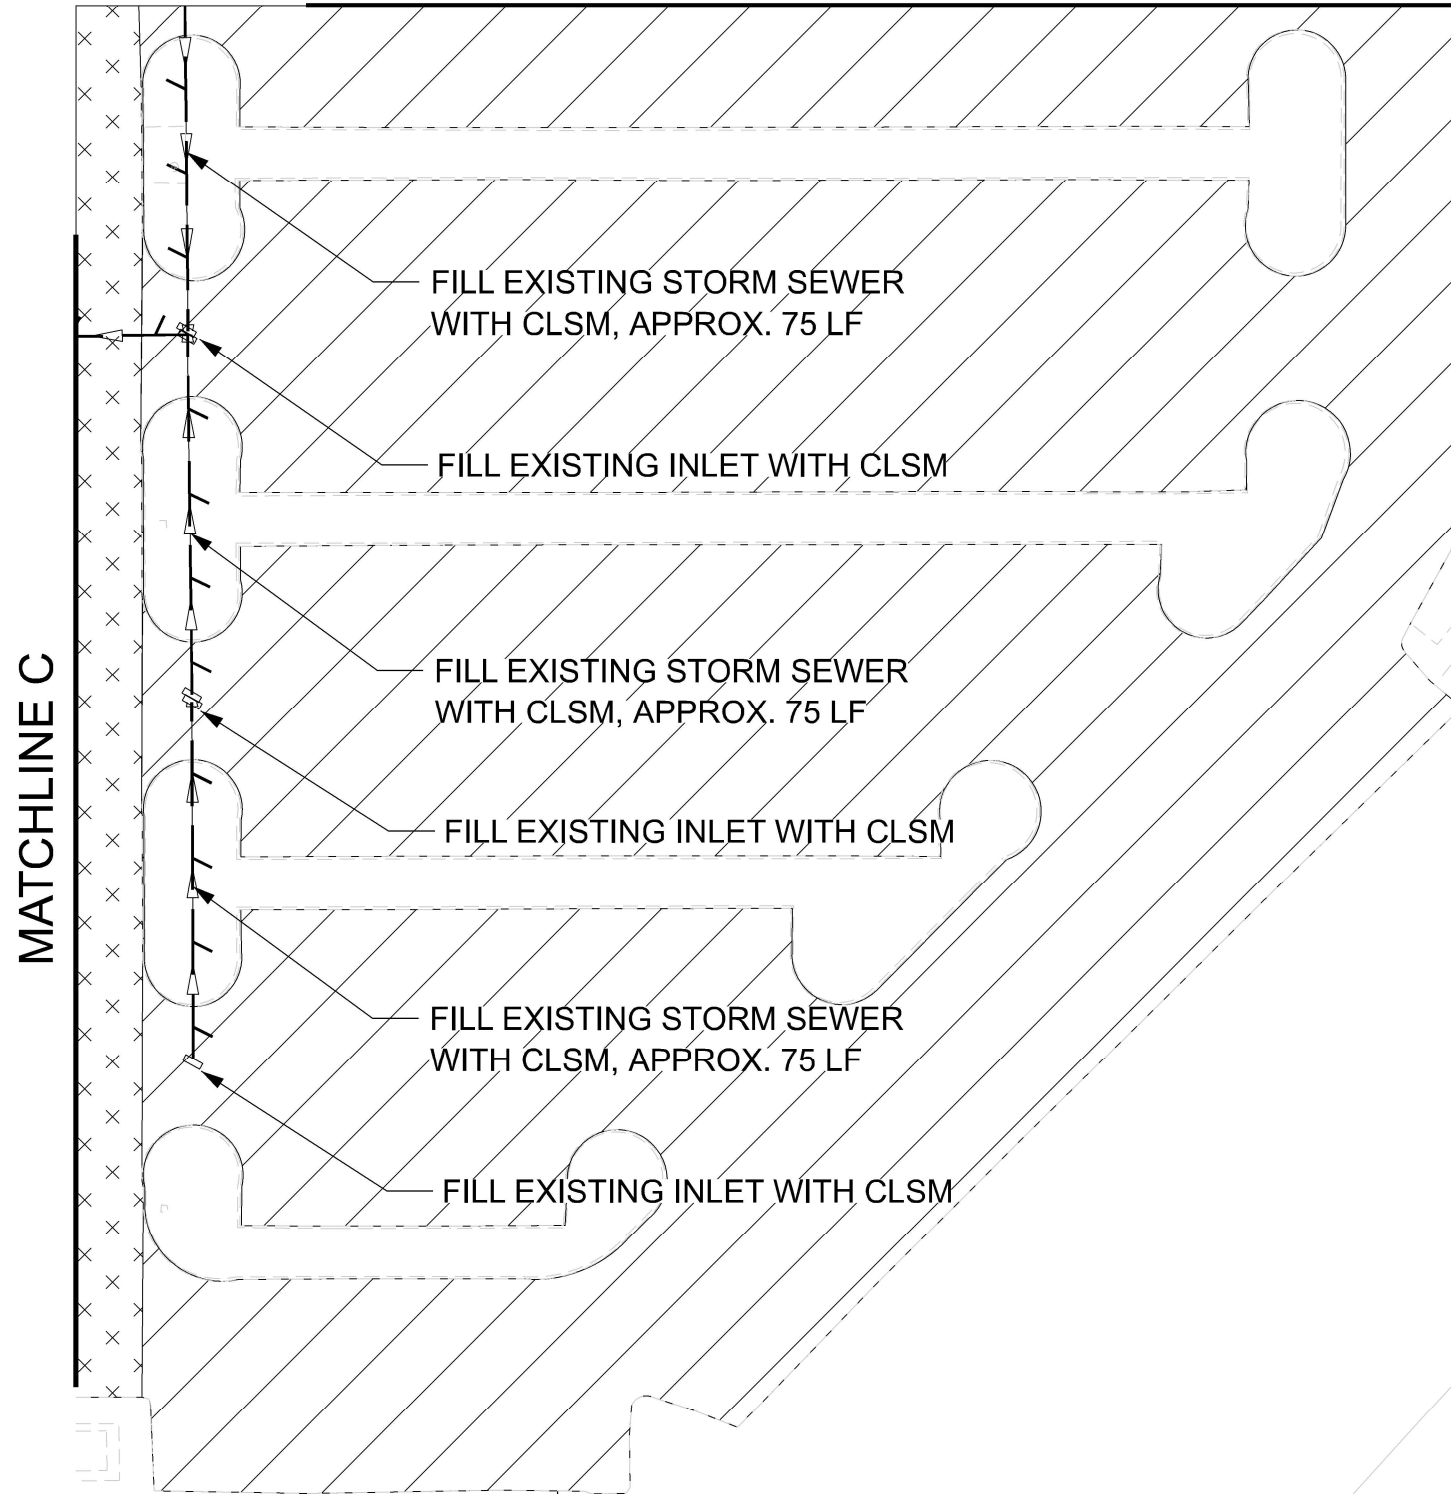 FILL EXISTING STORM SEWER
WITH CLSM, APPROX. 75 LF
FILL EXISTING INLET WITH CLSM
FILL EXISTING STORM SEWER
WITH CLSM, APPROX. 75 LF
MATCHLINE C
FILL EXISTING INLET WITH CLSM
FILL EXISTING STORM SEWER
WITH CLSM, APPROX. 75 LF
FILL EXISTING INLET WITH CLSM